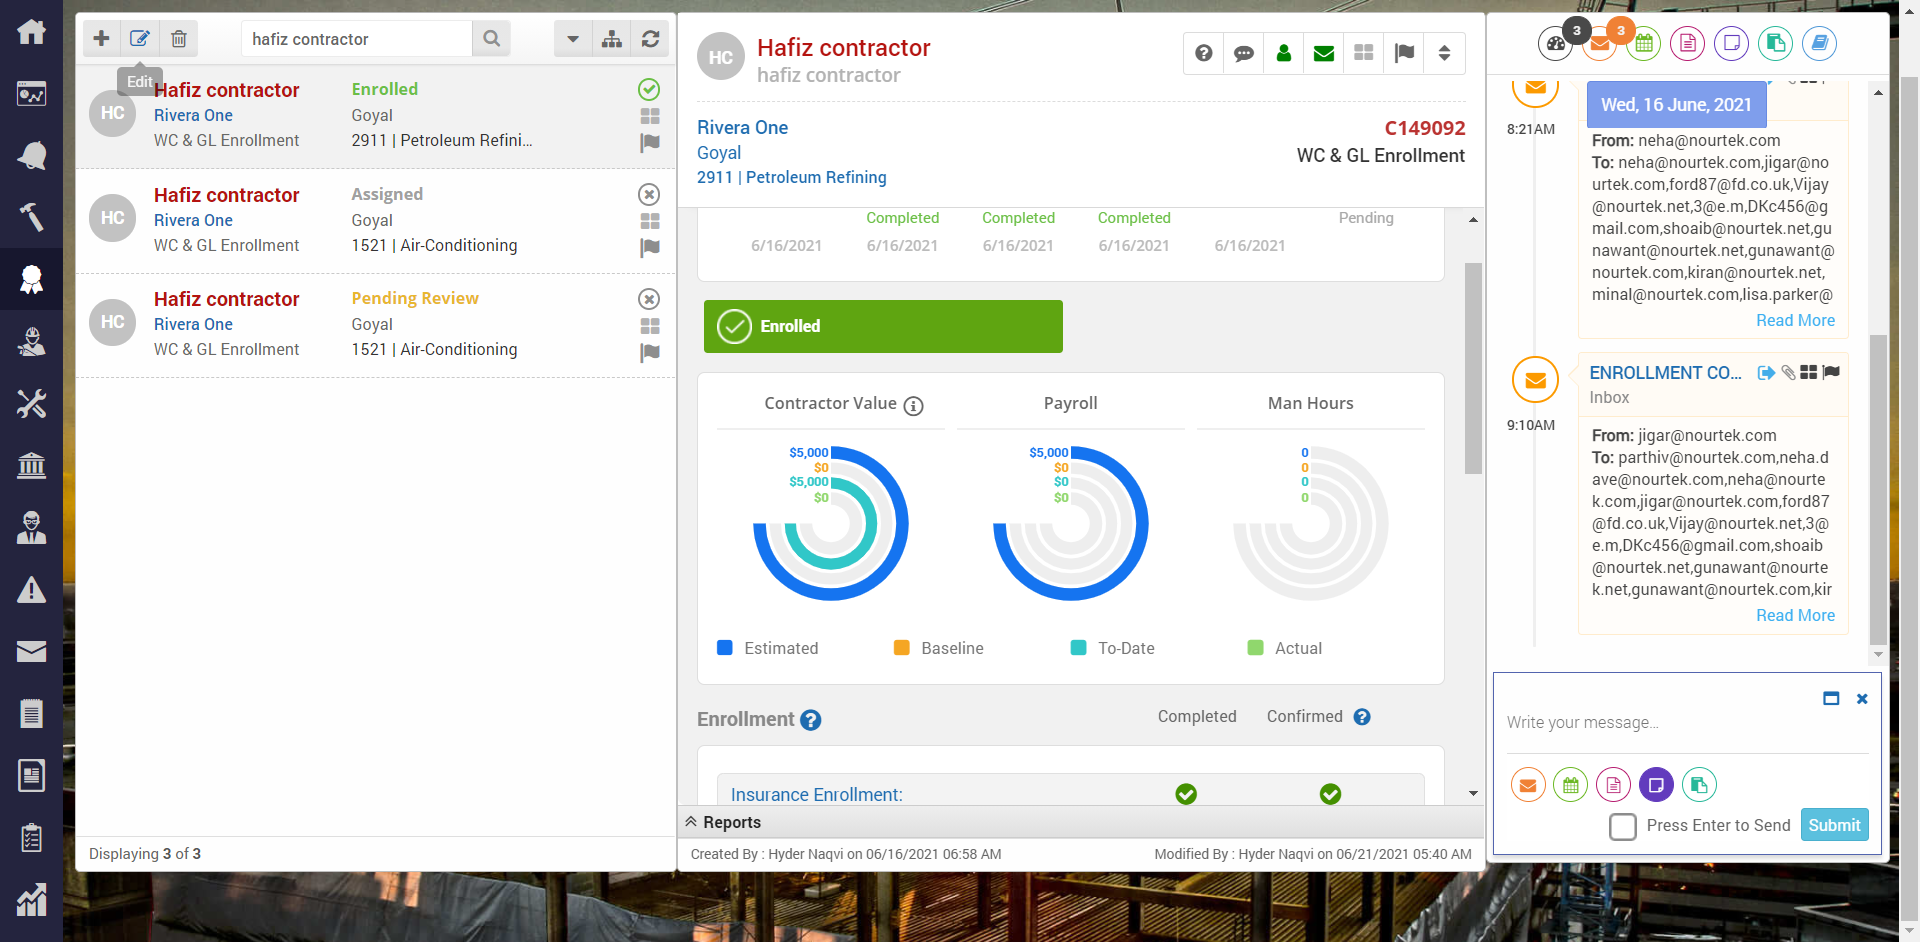 hafiz contractor
Edit
HC
Hafiz contractor
Enrolled
Rivera One
Goyal
WC & GL Enrollment
2911 | Petroleum Refini...
HC
Hafiz contractor
Assigned
Rivera One
Goyal
WC & GL Enrollment
1521 | Air-Conditioning
HC
Hafiz contractor
Pending Review
Rivera One
Goyal
WC & GL Enrollment
1521 | Air-Conditioning
Displaying 3 of 3
HC
Hafiz contractor
hafiz contractor
Rivera One
C149092
Goyal
WC & GL Enrollment
2911 | Petroleum Refining
Completed Completed Completed Pending
6/16/2021 6/16/2021 6/16/2021 6/16/2021 6/16/2021
Enrolled
Contractor Value
$5,000
$0
$5,000
$0
Payroll
$5,000
$0
$0
$0
Man Hours
0
0
0
0
Estimated Baseline To-Date Actual
Enrollment
Completed Confirmed
Insurance Enrollment:
Reports
Created By : Hyder Naqvi on 06/16/2021 06:58 AM
Modified By : Hyder Naqvi on 06/21/2021 05:40 AM
3
3
Wed, 16 June, 2021
8:21AM
From: neha@nourtek.com
To: neha@nourtek.com,jigar@no
urtek.com,ford87@fd.co.uk,Vijay
@nourtek.net,3@e.m,DKc456@g
mail.com,shoaib@nourtek.net,gu
nawant@nourtek.net,gunawant@
nourtek.com,kiran@nourtek.net,
minal@nourtek.com,lisa.parker@
Read More
ENROLLMENT CO...
Inbox
9:10AM
From: jigar@nourtek.com
To: parthiv@nourtek.com,neha.d
ave@nourtek.com,neha@nourte
k.com,jigar@nourtek.com,ford87
@fd.co.uk,Vijay@nourtek.net,3@
e.m,DKc456@gmail.com,shoaib
@nourtek.net,gunawant@nourte
k.net,gunawant@nourtek.com,kir
Read More
Write your message...
Press Enter to Send
Submit